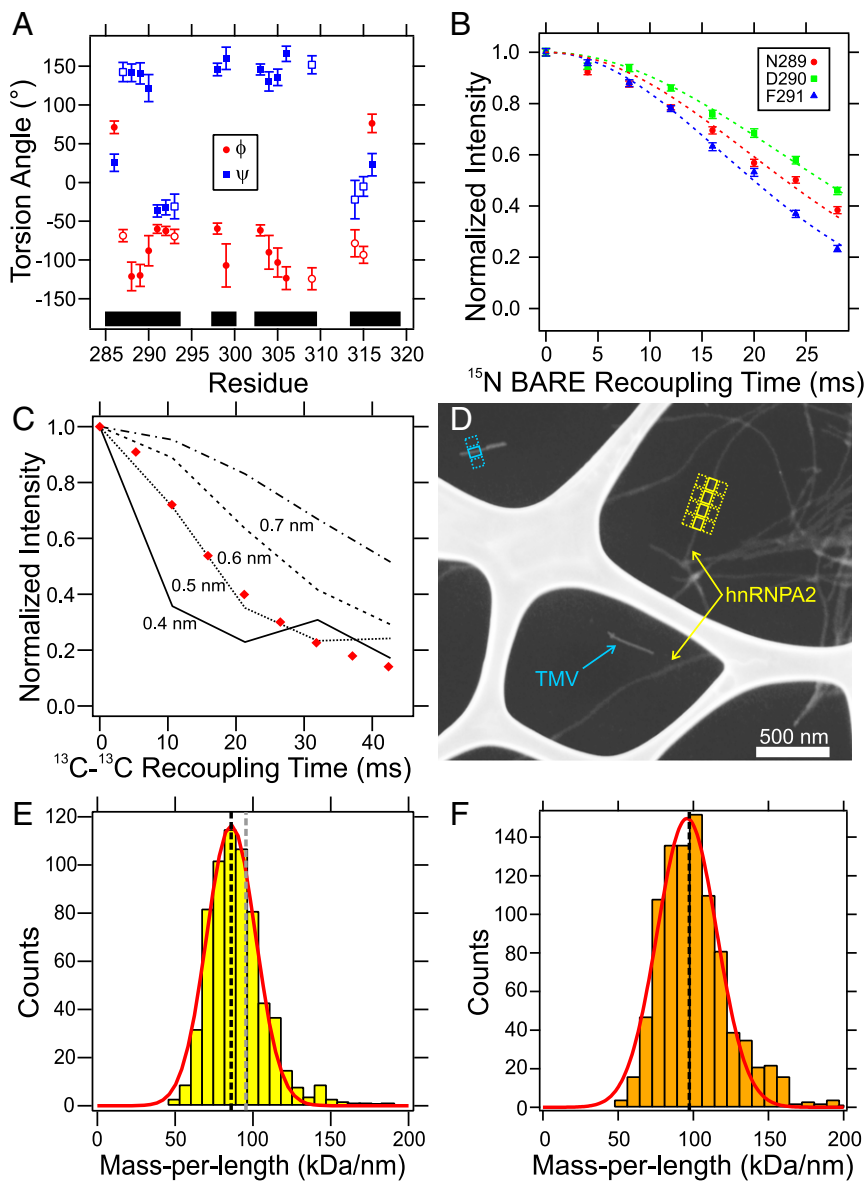 A
Torsion Angle (°)
150
100
50
0
-50
-100
-150
ϕ
ψ
285 290 295 300 305 310 315 320
Residue
B
Normalized Intensity
1.0
0.8
0.6
0.4
0.2
0.0
N289
D290
F291
0 5 10 15 20 25
15N BARE Recoupling Time (ms)
C
Normalized Intensity
1.0
0.8
0.6
0.4
0.2
0.0
0.7 nm
0.6 nm
0.5 nm
0.4 nm
0 10 20 30 40
13C-13C Recoupling Time (ms)
D
hnRNPA2
TMV
500 nm
E
Counts
120
100
80
60
40
20
0
0 50 100 150 200
Mass-per-length (kDa/nm)
F
Counts
140
120
100
80
60
40
20
0
0 50 100 150 200
Mass-per-length (kDa/nm)